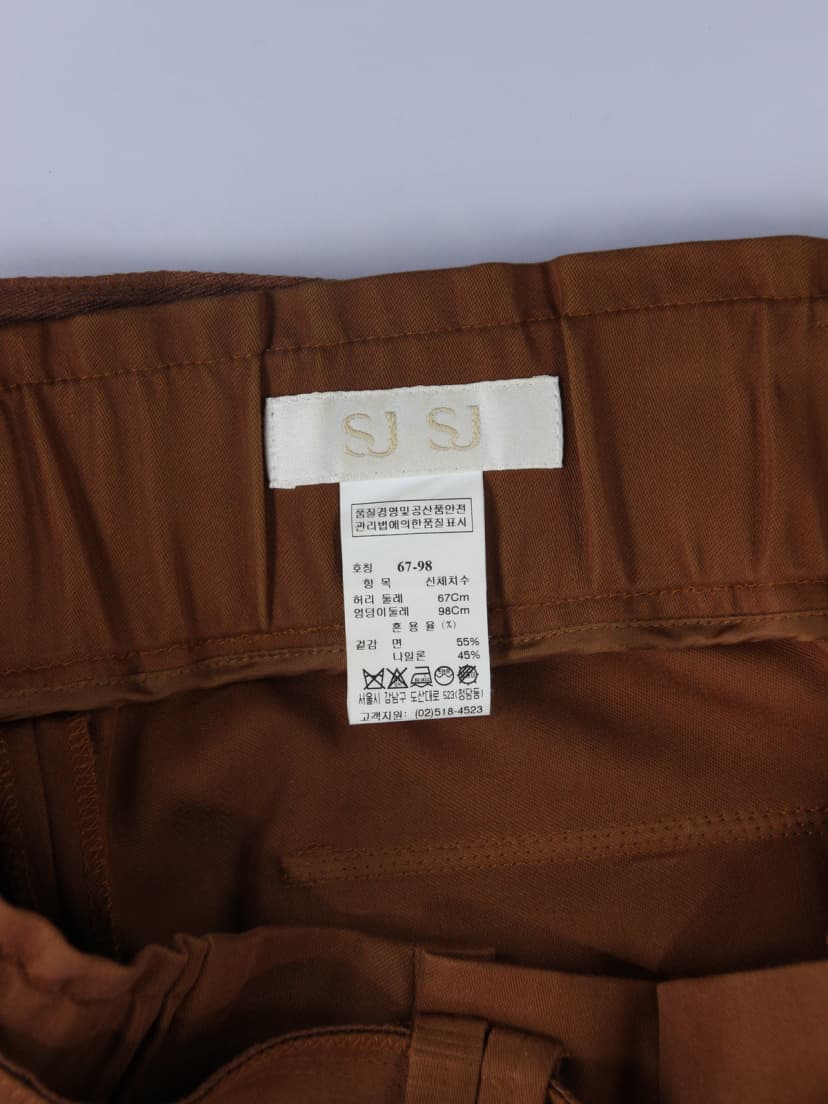 SJ SJ
품질경영및공산품안전
관리법에의한품질표시
호칭 67-98
항 목 신체치수
허리 둘레 67Cm
엉덩이둘레 98Cm
혼 용 율 (%)
겉감 면 55%
나일론 45%
서울시 강남구 도산대로 523(청담동)
고객지원: (02)518-4523